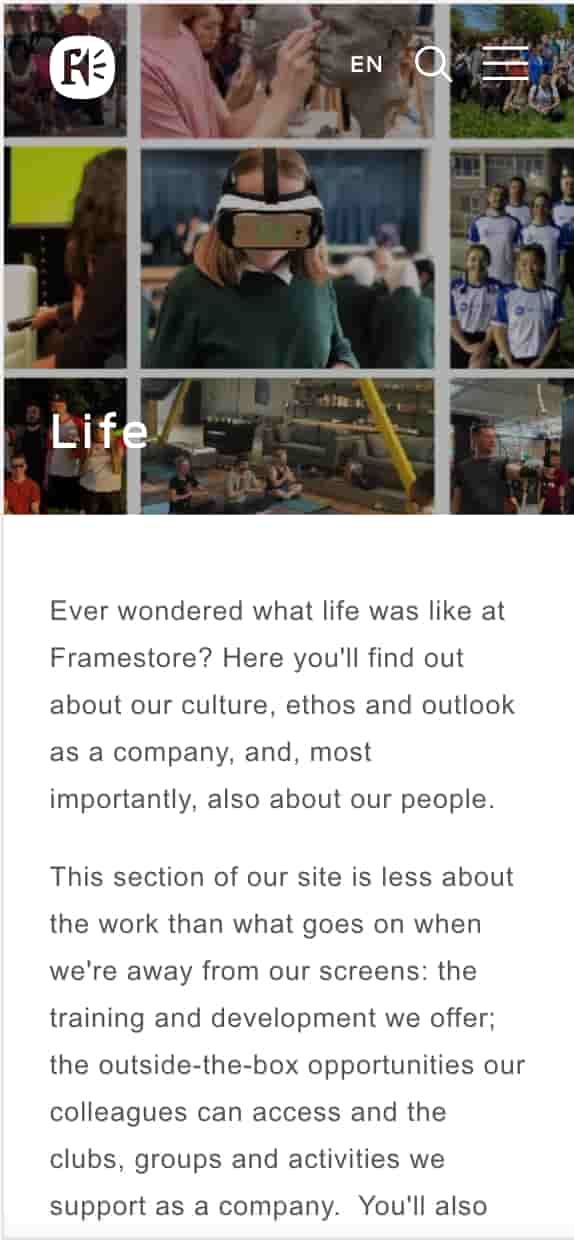 EN
Life
Ever wondered what life was like at
Framestore? Here you'll find out
about our culture, ethos and outlook
as a company, and, most
importantly, also about our people.
This section of our site is less about
the work than what goes on when
we're away from our screens: the
training and development we offer;
the outside-the-box opportunities our
colleagues can access and the
clubs, groups and activities we
support as a company.  You'll also